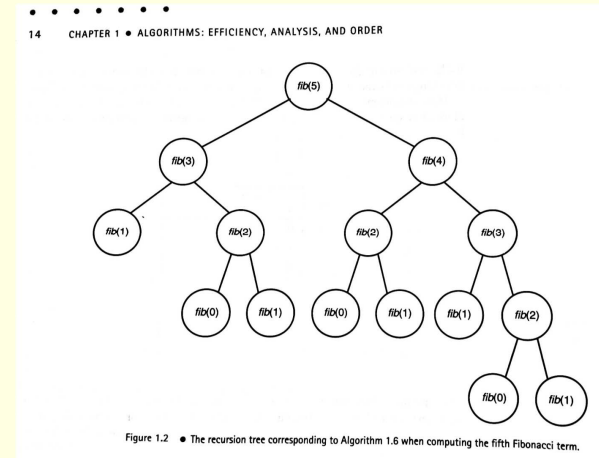 14 CHAPTER 1 • ALGORITHMS: EFFICIENCY, ANALYSIS, AND ORDER
fib(5)
fib(3) fib(4)
fib(1) fib(2) fib(2) fib(3)
fib(0) fib(1) fib(0) fib(1) fib(1) fib(2)
fib(0) fib(1)
Figure 1.2 • The recursion tree corresponding to Algorithm 1.6 when computing the fifth Fibonacci term.